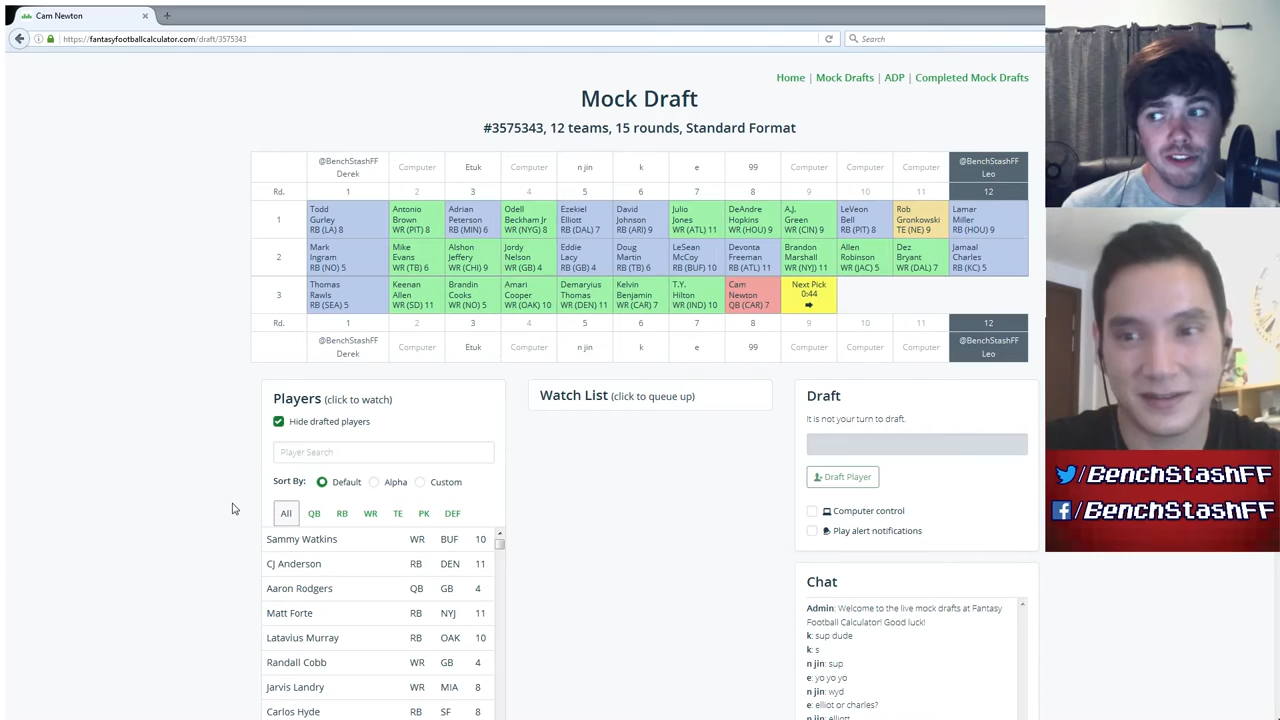 Cam Newton
https://fantasyfootballcalculator.com/draft/3575343
Search
Home | Mock Drafts | ADP | Completed Mock Drafts
Mock Draft
#3575343, 12 teams, 15 rounds, Standard Format
@BenchStashFF Derek Computer Etuk Computer n jin k e 99 Computer Computer Computer @BenchStashFF Leo
Rd. 1 2 3 4 5 6 7 8 9 10 11 12
1
Todd Gurley RB (LA) 8
Antonio Brown WR (PIT) 8
Adrian Peterson RB (MIN) 6
Odell Beckham Jr WR (NYG) 8
Ezekiel Elliott RB (DAL) 7
David Johnson RB (ARI) 9
Julio Jones WR (ATL) 11
DeAndre Hopkins WR (HOU) 9
A.J. Green WR (CIN) 9
LeVeon Bell RB (PIT) 8
Rob Gronkowski TE (NE) 9
Lamar Miller RB (HOU) 9
2
Mark Ingram RB (NO) 5
Mike Evans WR (TB) 6
Alshon Jeffery WR (CHI) 9
Jordy Nelson WR (GB) 4
Eddie Lacy RB (GB) 4
Doug Martin RB (TB) 6
LeSean McCoy RB (BUF) 10
Devonta Freeman RB (ATL) 11
Brandon Marshall WR (NYJ) 11
Allen Robinson WR (JAC) 5
Dez Bryant WR (DAL) 7
Jamaal Charles RB (KC) 5
3
Thomas Rawls RB (SEA) 5
Keenan Allen WR (SD) 11
Brandin Cooks WR (NO) 5
Amari Cooper WR (OAK) 10
Demaryius Thomas WR (DEN) 11
Kelvin Benjamin WR (CAR) 7
T.Y. Hilton WR (IND) 10
Cam Newton QB (CAR) 7
Next Pick 0:44
Rd. 1 2 3 4 5 6 7 8 9 10 11 12
@BenchStashFF Derek Computer Etuk Computer n jin k e 99 Computer Computer Computer @BenchStashFF Leo
Players (click to watch)
Hide drafted players
Player Search
Sort By: Default Alpha Custom
All QB RB WR TE PK DEF
Sammy Watkins WR BUF 10
CJ Anderson RB DEN 11
Aaron Rodgers QB GB 4
Matt Forte RB NYJ 11
Latavius Murray RB OAK 10
Randall Cobb WR GB 4
Jarvis Landry WR MIA 8
Carlos Hyde RB SF 8
Watch List (click to queue up)
Draft
It is not your turn to draft.
Draft Player
Computer control
Play alert notifications
Chat
Admin: Welcome to the live mock drafts at Fantasy
Football Calculator! Good luck!
k: sup dude
k: s
n jin: sup
e: yo yo yo
n jin: wyd
e: elliot or charles?
n jin: elliott
/BenchStashFF
/BenchStashFF